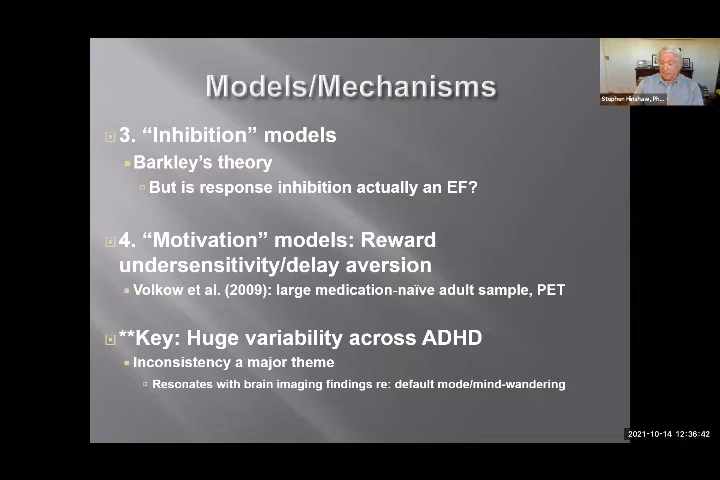 Models/Mechanisms
3. “Inhibition” models
Barkley’s theory
But is response inhibition actually an EF?
4. “Motivation” models: Reward
undersensitivity/delay aversion
Volkow et al. (2009): large medication-naïve adult sample, PET
**Key: Huge variability across ADHD
Inconsistency a major theme
Resonates with brain imaging findings re: default mode/mind-wandering
Stephen Hinshaw, Ph...
2021-10-14 12:36:42